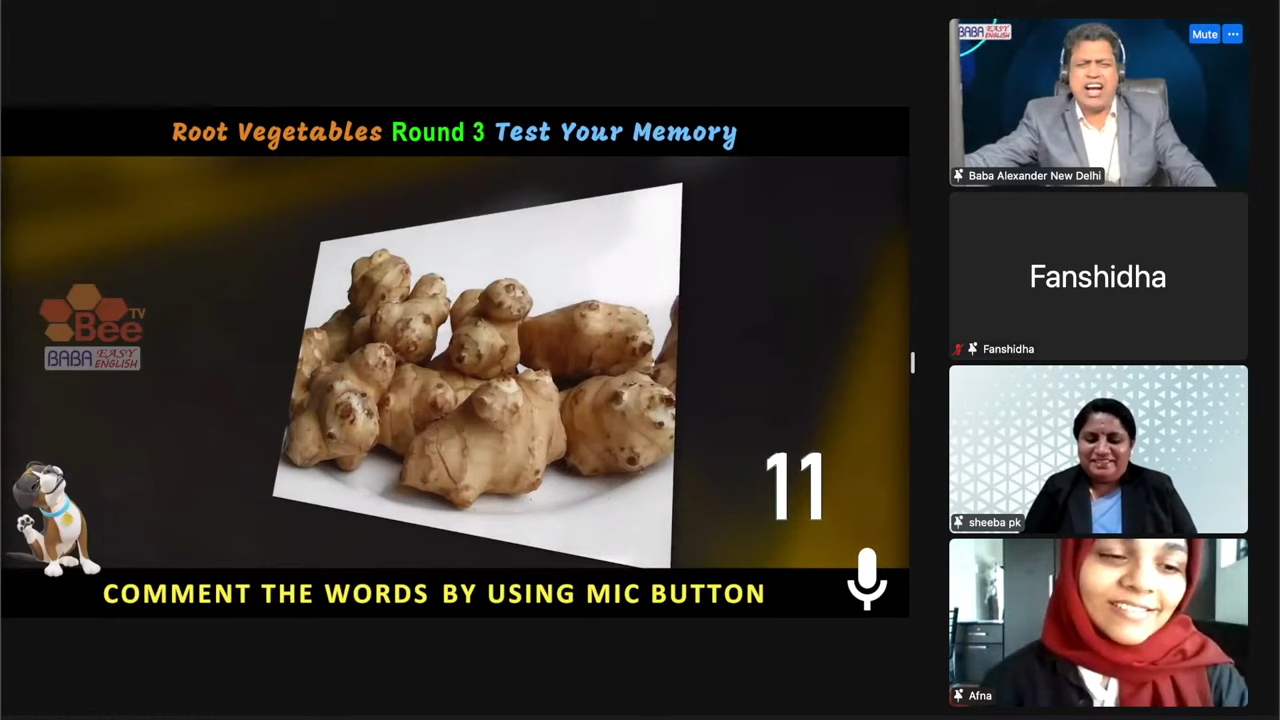 Root Vegetables Round 3 Test Your Memory
Bee TV
BABA EASY ENGLISH
11
COMMENT THE WORDS BY USING MIC BUTTON
BABA EASY ENGLISH
Mute
Baba Alexander New Delhi
Fanshidha
Fanshidha
sheeba pk
Afna